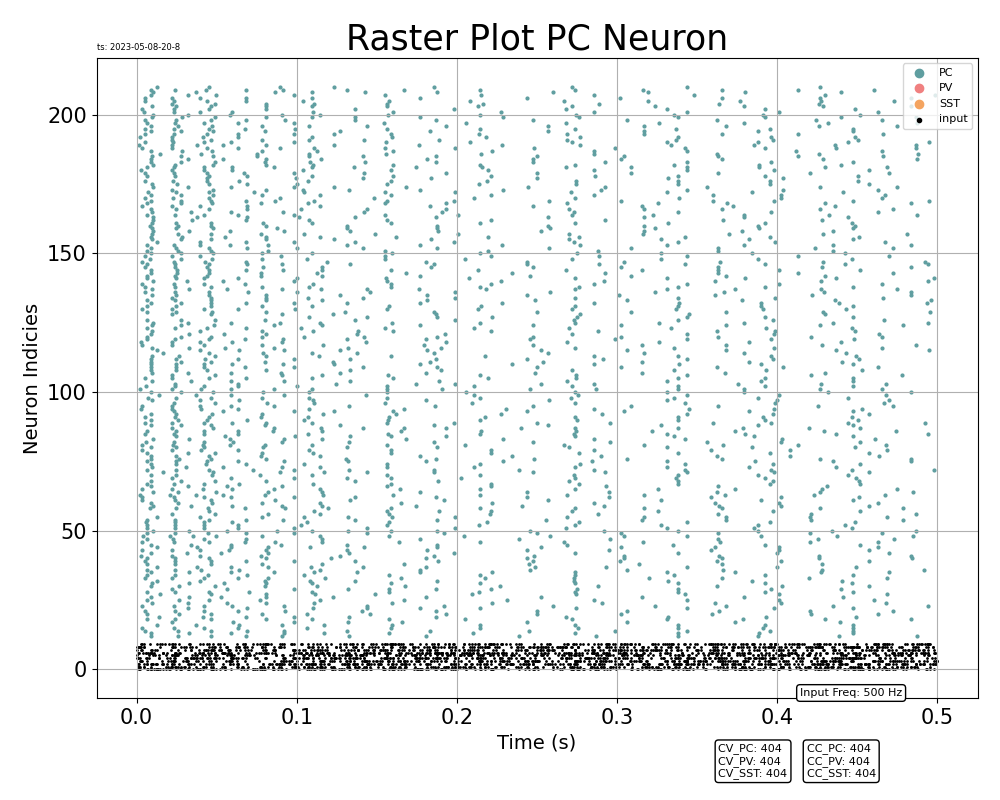 Raster Plot PC Neuron
ts: 2023-05-08-20-8
PC
PV
SST
input
200
150
100
50
0
Neuron Indicies
0.0
0.1
0.2
0.3
0.4
0.5
Time (s)
Input Freq: 500 Hz
CV_PC: 404
CV_PV: 404
CV_SST: 404
CC_PC: 404
CC_PV: 404
CC_SST: 404